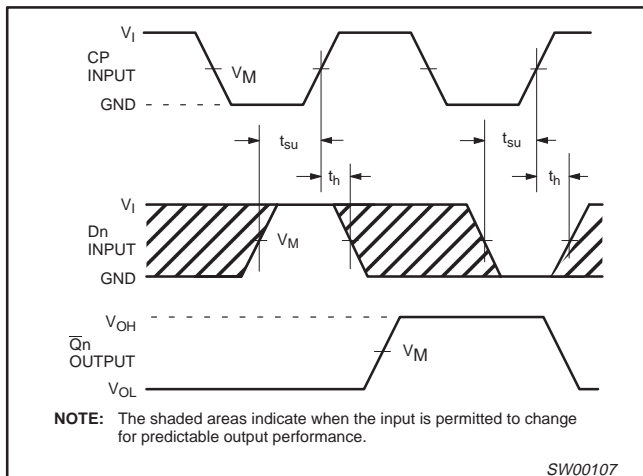 V_I
CP
INPUT
V_M
GND
t_su
t_su
t_h
t_h
V_I
Dn
INPUT
V_M
GND
V_OH
Q̅n
OUTPUT
V_M
V_OL
NOTE: The shaded areas indicate when the input is permitted to change
for predictable output performance.
SW00107